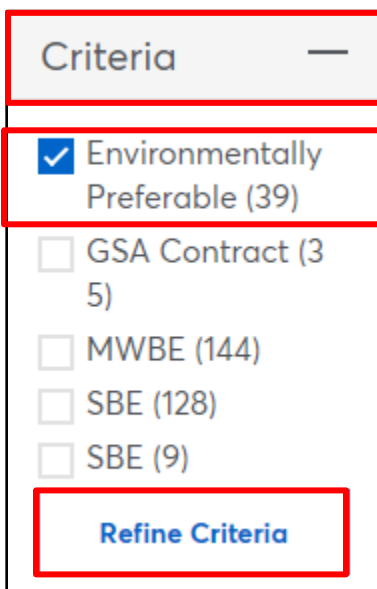 Criteria
Environmentally
Preferable (39)
GSA Contract (3
5)
MWBE (144)
SBE (128)
SBE (9)
Refine Criteria